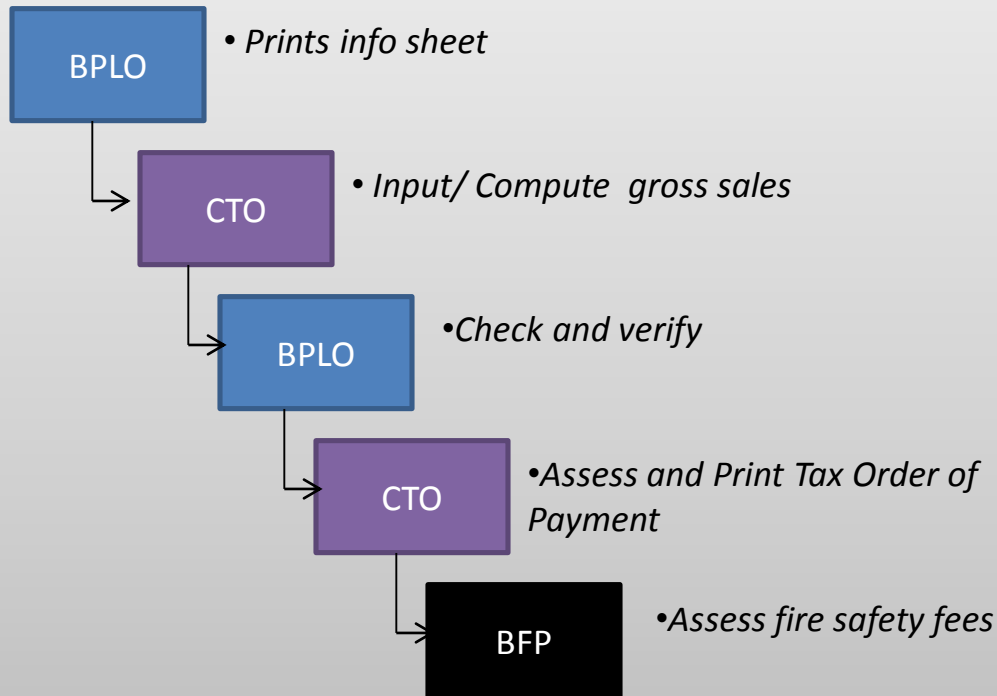 BPLO
• Prints info sheet
CTO
• Input/ Compute gross sales
BPLO
•Check and verify
CTO
•Assess and Print Tax Order of
Payment
BFP
•Assess fire safety fees